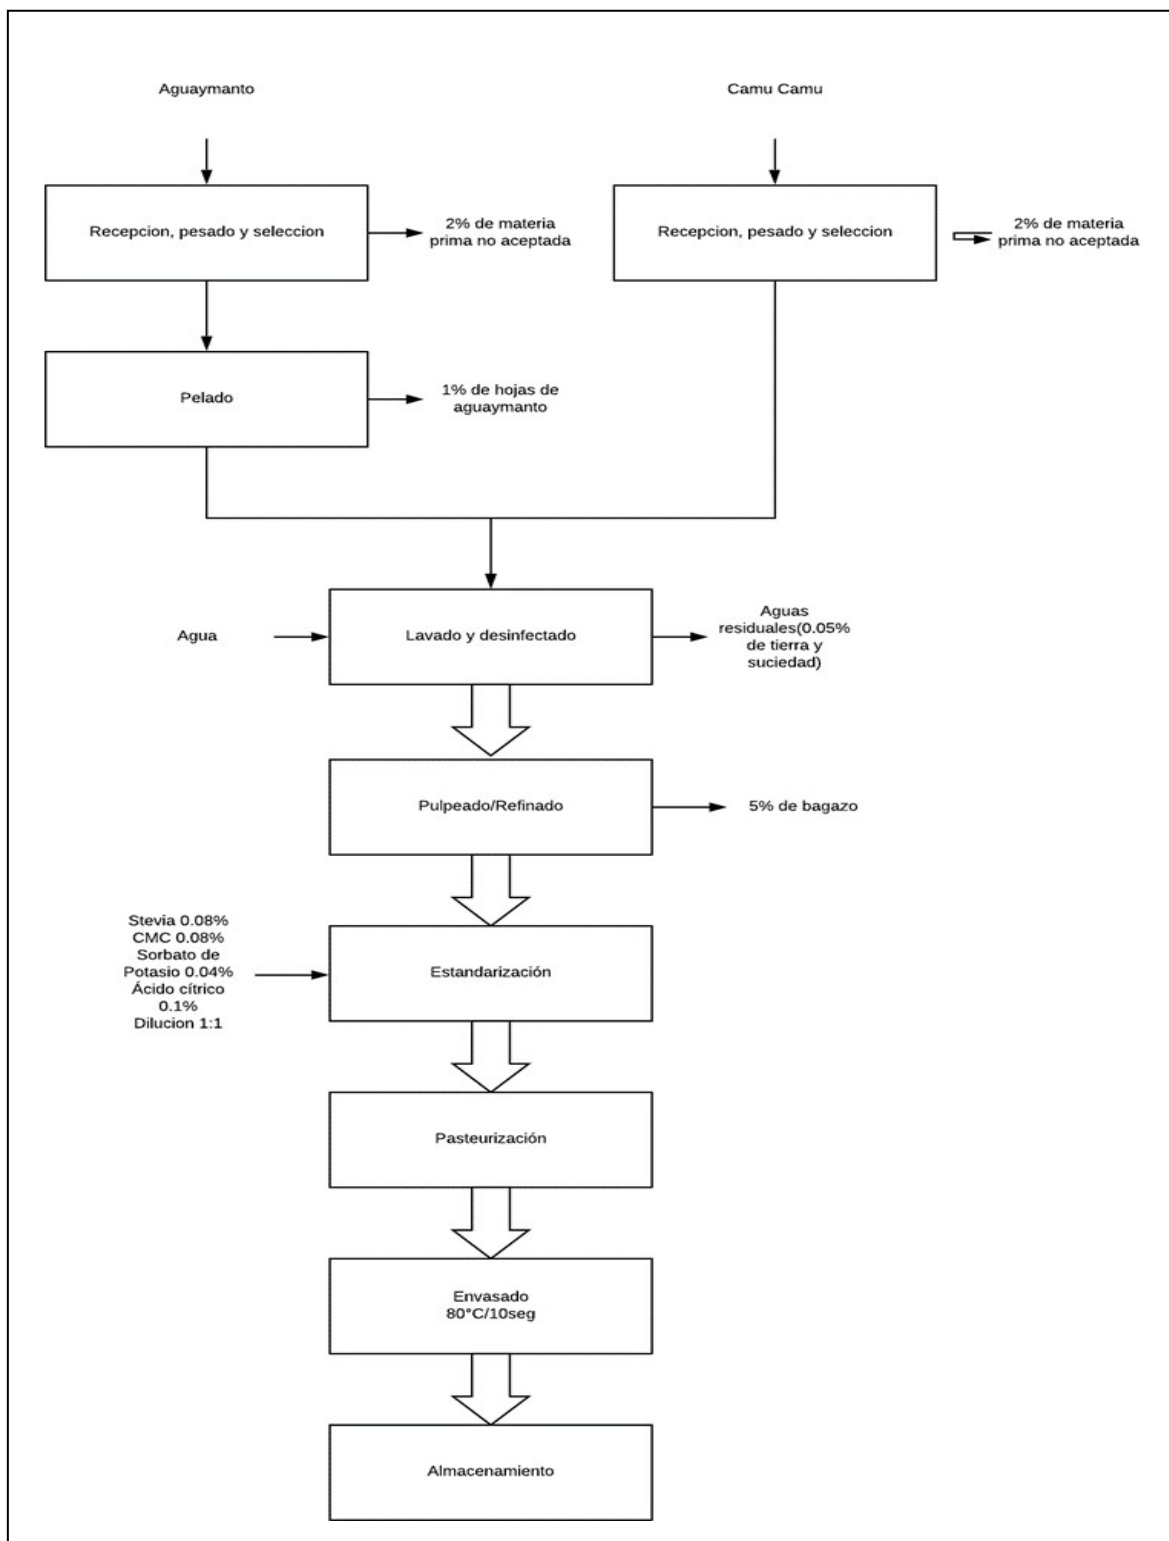 Aguaymanto
Camu Camu
Recepcion, pesado y seleccion
2% de materia
prima no aceptada
Recepcion, pesado y seleccion
2% de materia
prima no aceptada
Pelado
1% de hojas de
aguaymanto
Agua
Lavado y desinfectado
Aguas
residuales(0.05%
de tierra y
suciedad)
Pulpeado/Refinado
5% de bagazo
Stevia 0.08%
CMC 0.08%
Sorbato de
Potasio 0.04%
Ácido cítrico
0.1%
Dilucion 1:1
Estandarización
Pasteurización
Envasado
80°C/10seg
Almacenamiento